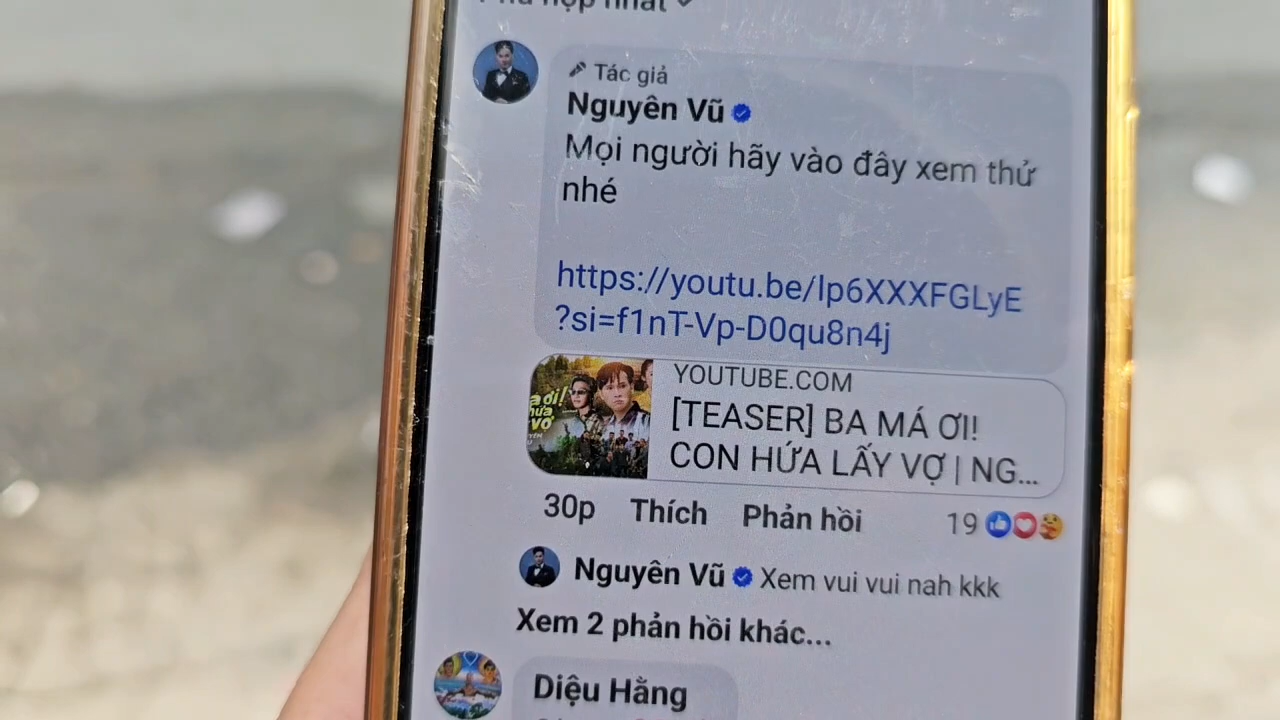 Phù hợp nhất
Tác giả
Nguyên Vũ
Mọi người hãy vào đây xem thử
nhé
https://youtu.be/lp6XXXFGLyE
?si=f1nT-Vp-D0qu8n4j
YOUTUBE.COM
[TEASER] BA MÁ ƠI!
CON HỨA LẤY VỢ | NG...
30p Thích Phản hồi 19
Nguyên Vũ Xem vui vui nah kkk
Xem 2 phản hồi khác...
Diệu Hằng